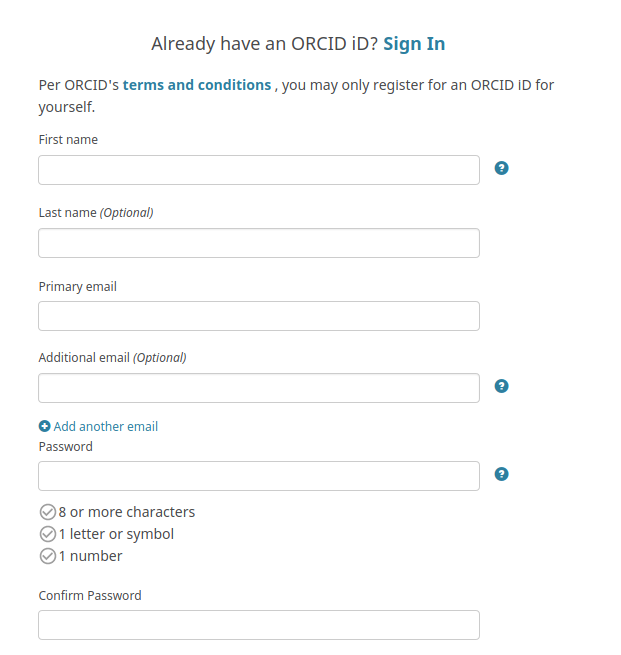 Already have an ORCID iD? Sign In
Per ORCID's terms and conditions , you may only register for an ORCID iD for
yourself.
First name
?
Last name (Optional)
Primary email
Additional email (Optional)
?
Add another email
Password
?
8 or more characters
1 letter or symbol
1 number
Confirm Password